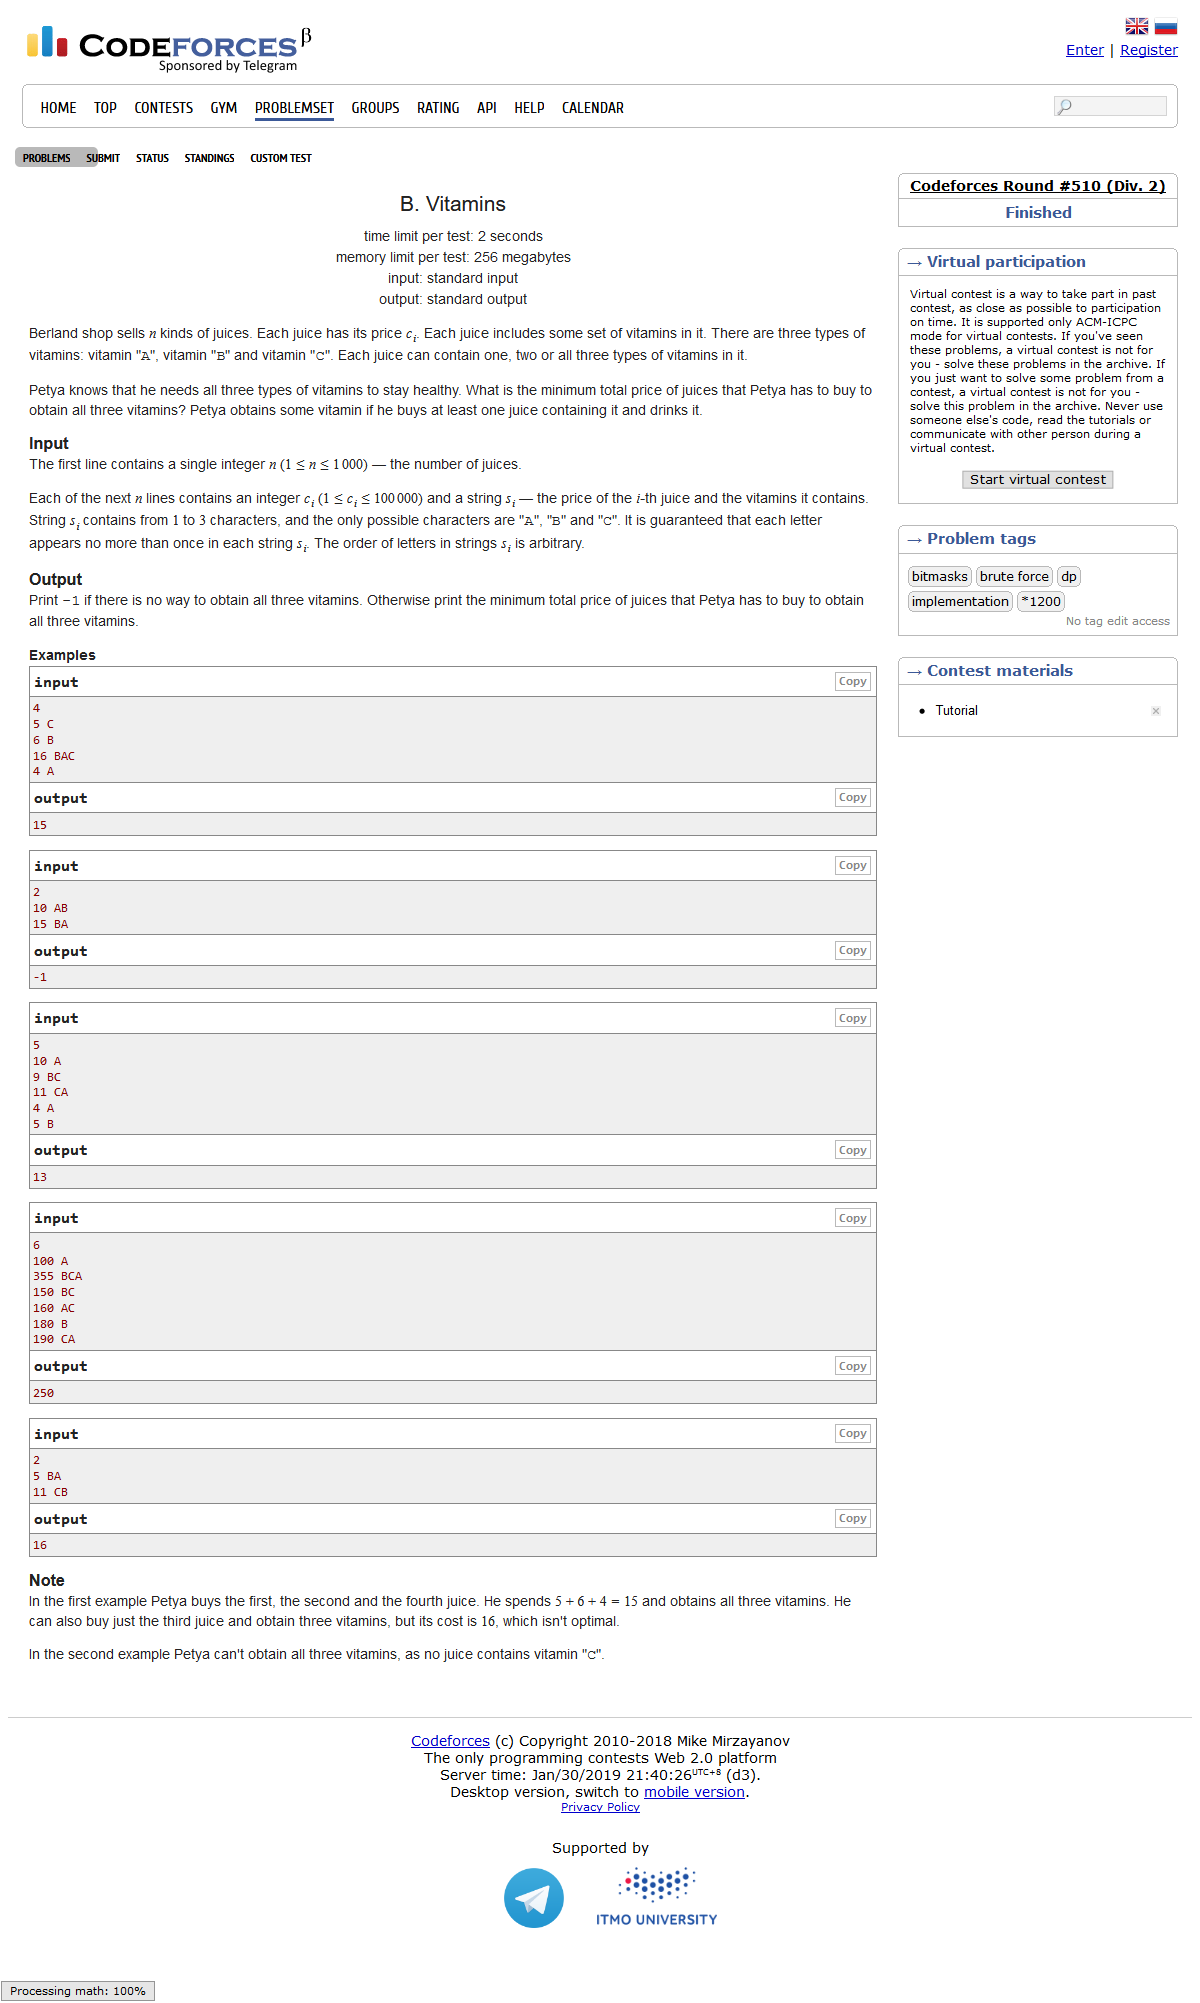 CODEFORCES β
Sponsored by Telegram
Enter | Register
HOME TOP CONTESTS GYM PROBLEMSET GROUPS RATING API HELP CALENDAR
PROBLEMS SUBMIT STATUS STANDINGS CUSTOM TEST
B. Vitamins
time limit per test: 2 seconds
memory limit per test: 256 megabytes
input: standard input
output: standard output
Berland shop sells n kinds of juices. Each juice has its price c_i. Each juice includes some set of vitamins in it. There are three types of
vitamins: vitamin "A", vitamin "B" and vitamin "C". Each juice can contain one, two or all three types of vitamins in it.
Petya knows that he needs all three types of vitamins to stay healthy. What is the minimum total price of juices that Petya has to buy to
obtain all three vitamins? Petya obtains some vitamin if he buys at least one juice containing it and drinks it.
Input
The first line contains a single integer n (1 ≤ n ≤ 1 000) — the number of juices.
Each of the next n lines contains an integer c_i (1 ≤ c_i ≤ 100 000) and a string s_i — the price of the i-th juice and the vitamins it contains.
String s_i contains from 1 to 3 characters, and the only possible characters are "A", "B" and "C". It is guaranteed that each letter
appears no more than once in each string s_i. The order of letters in strings s_i is arbitrary.
Output
Print −1 if there is no way to obtain all three vitamins. Otherwise print the minimum total price of juices that Petya has to buy to obtain
all three vitamins.
Examples
input Copy
4
5 C
6 B
16 BAC
4 A
output Copy
15
input Copy
2
10 AB
15 BA
output Copy
-1
input Copy
5
10 A
9 BC
11 CA
4 A
5 B
output Copy
13
input Copy
6
100 A
355 BCA
150 BC
160 AC
180 B
190 CA
output Copy
250
input Copy
2
5 BA
11 CB
output Copy
16
Note
In the first example Petya buys the first, the second and the fourth juice. He spends 5 + 6 + 4 = 15 and obtains all three vitamins. He
can also buy just the third juice and obtain three vitamins, but its cost is 16, which isn't optimal.
In the second example Petya can't obtain all three vitamins, as no juice contains vitamin "C".
Codeforces Round #510 (Div. 2)
Finished
→ Virtual participation
Virtual contest is a way to take part in past
contest, as close as possible to participation
on time. It is supported only ACM-ICPC
mode for virtual contests. If you've seen
these problems, a virtual contest is not for
you - solve these problems in the archive. If
you just want to solve some problem from a
contest, a virtual contest is not for you -
solve this problem in the archive. Never use
someone else's code, read the tutorials or
communicate with other person during a
virtual contest.
Start virtual contest
→ Problem tags
bitmasks brute force dp
implementation *1200
No tag edit access
→ Contest materials
• Tutorial ×
Codeforces (c) Copyright 2010-2018 Mike Mirzayanov
The only programming contests Web 2.0 platform
Server time: Jan/30/2019 21:40:26UTC+8 (d3).
Desktop version, switch to mobile version.
Privacy Policy
Supported by
ITMO UNIVERSITY
Processing math: 100%